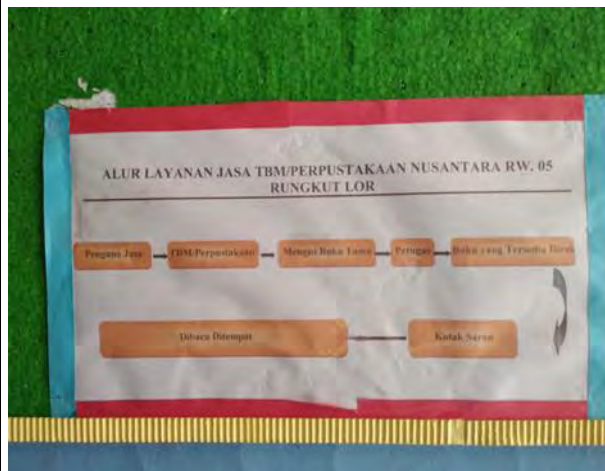 ALUR LAYANAN JASA TBM/PERPUSTAKAAN NUSANTARA RW. 05
RUNGKUT LOR
Pengguna Jasa TBM/Perpustakaan Mengisi Buku Tamu Petugas Buku yang Tersedia
Dibaca Ditempat Kotak Saran